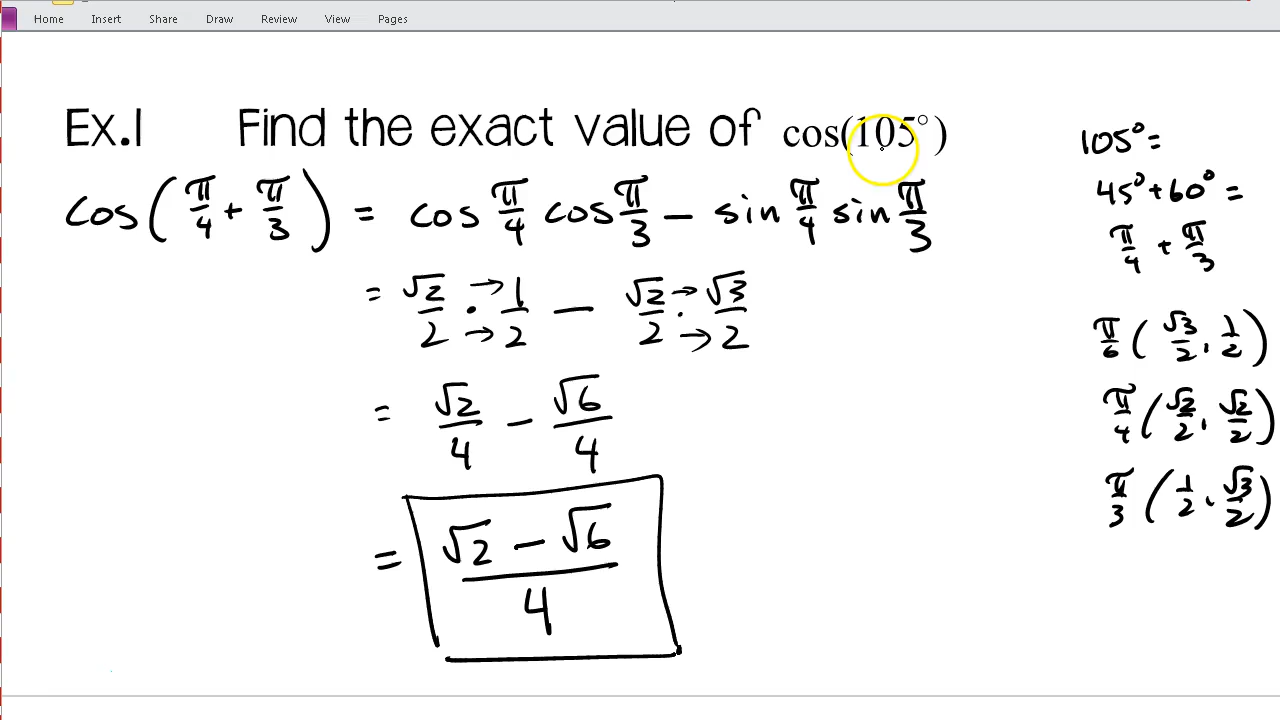 Home Insert Share Draw Review View Pages
Ex.1 Find the exact value of cos(105°)
cos(π/4 + π/3) = cos π/4 cos π/3 − sin π/4 sin π/3
= √2/2 · → 1/2 − √2/2 · → √3/2
→ →
= √2/4 − √6/4
= (√2 − √6)/4
105° =
45° + 60° =
π/4 + π/3
π/6 (√3/2, 1/2)
π/4 (√2/2, √2/2)
π/3 (1/2, √3/2)